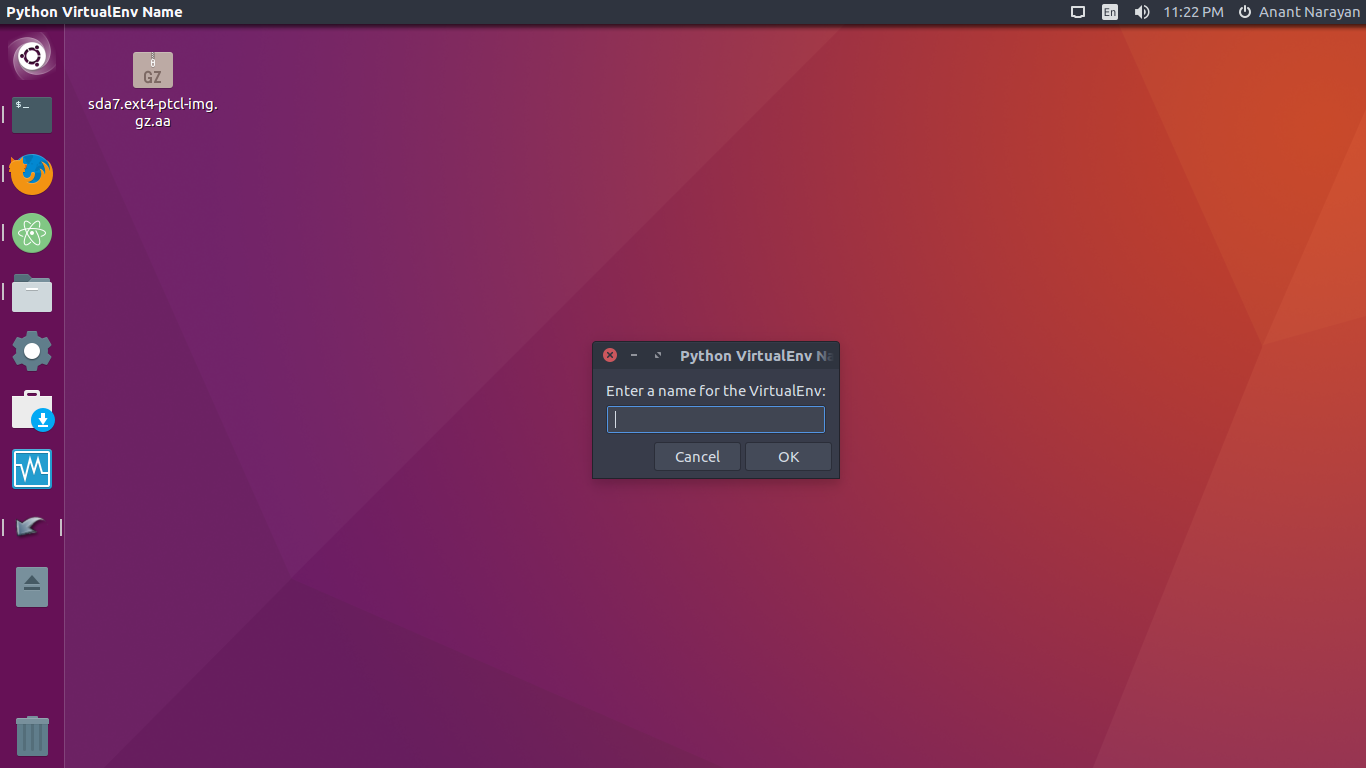 Python VirtualEnv Name
En
11:22 PM
Anant Narayan
$_
GZ
sda7.ext4-ptcl-img.
gz.aa
Python VirtualEnv Na
Enter a name for the VirtualEnv:
Cancel
OK